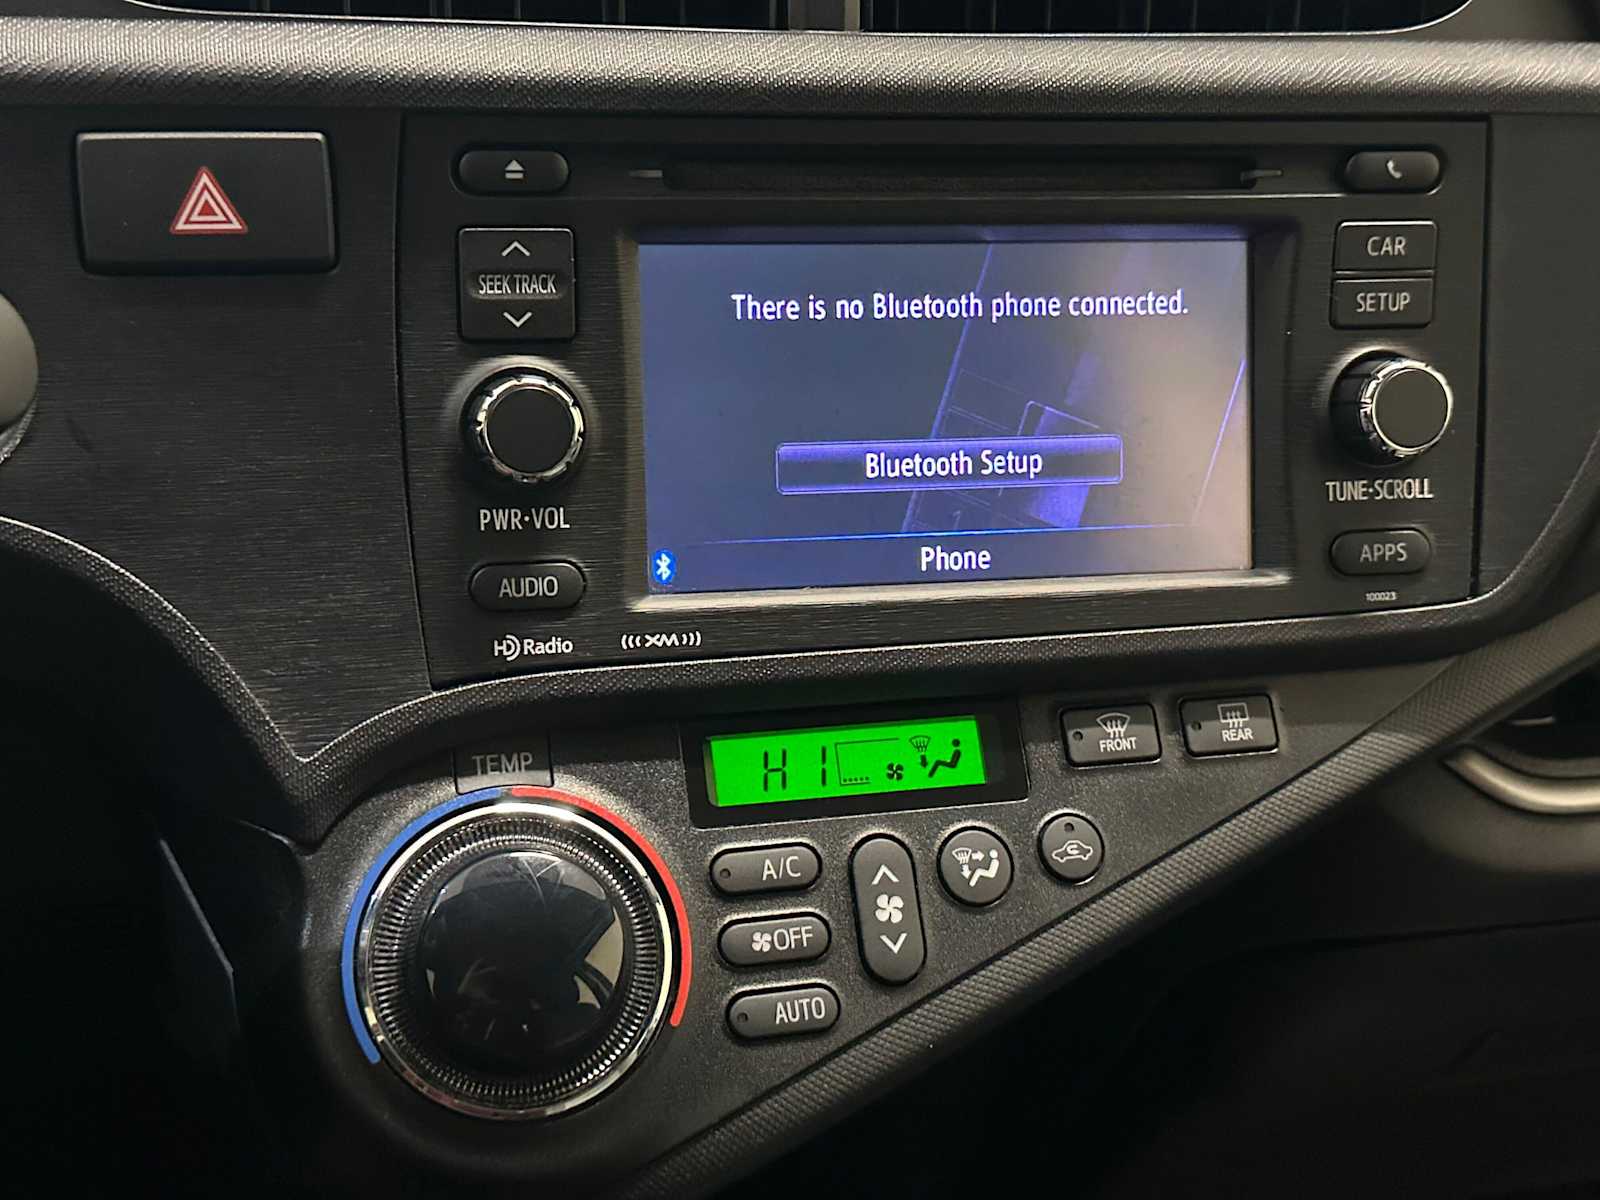 CAR
SEEK TRACK
SETUP
There is no Bluetooth phone connected.
Bluetooth Setup
TUNE·SCROLL
PWR·VOL
Phone
APPS
AUDIO
100023
HD Radio
((( XM )))
TEMP
HI
FRONT
REAR
A/C
OFF
AUTO